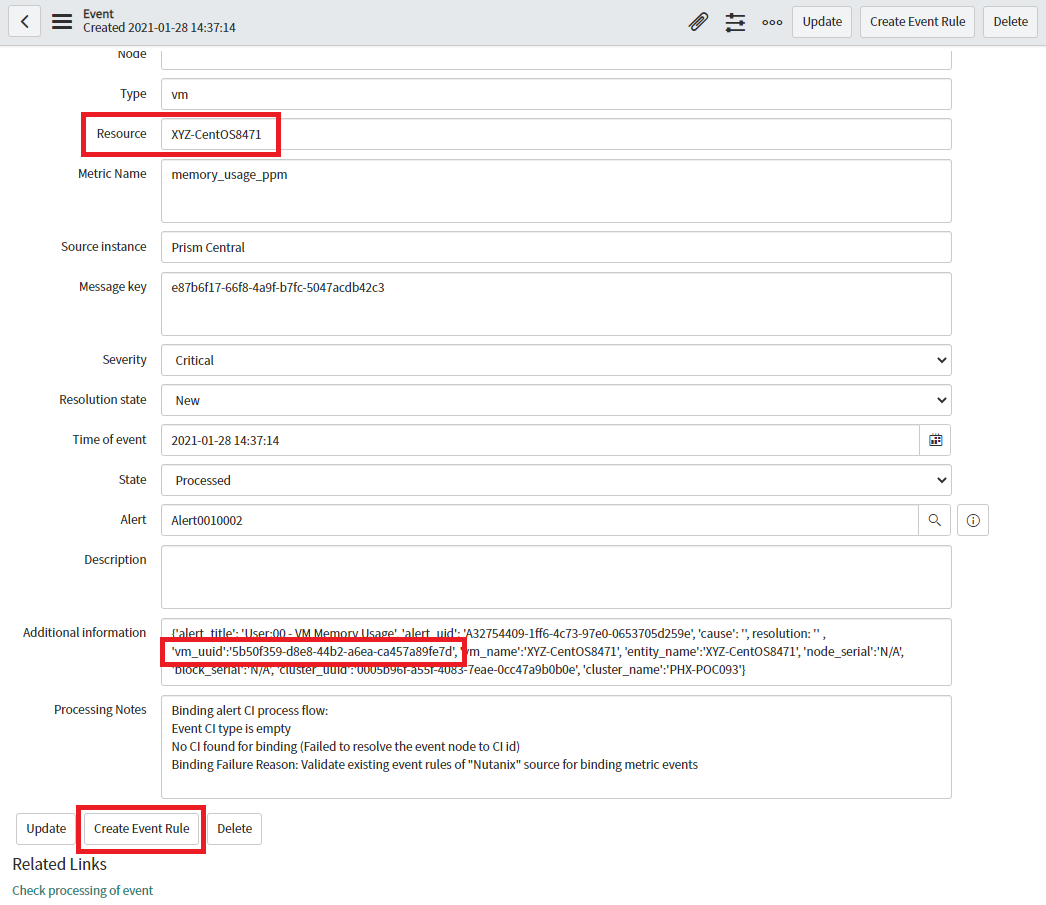 Event
Created 2021-01-28 14:37:14
Update
Create Event Rule
Delete
Node
Type
vm
Resource
XYZ-CentOS8471
Metric Name
memory_usage_ppm
Source instance
Prism Central
Message key
e87b6f17-66f8-4a9f-b7fc-5047acdb42c3
Severity
Critical
Resolution state
New
Time of event
2021-01-28 14:37:14
State
Processed
Alert
Alert0010002
Description
Additional information
{'alert_title': 'User:00 - VM Memory Usage' 'alert_uid': 'A32754409-1ff6-4c73-97e0-0653705d259e', 'cause': '', resolution: '' ,
'vm_uuid':'5b50f359-d8e8-44b2-a6ea-ca457a89fe7d', 'vm_name':'XYZ-CentOS8471', 'entity_name':'XYZ-CentOS8471', 'node_serial':'N/A',
'block_serial':'N/A', 'cluster_uuid':'0005b96f-a55f-4083-7eae-0cc47a9b0b0e', 'cluster_name':'PHX-POC093'}
Processing Notes
Binding alert CI process flow:
Event CI type is empty
No CI found for binding (Failed to resolve the event node to CI id)
Binding Failure Reason: Validate existing event rules of "Nutanix" source for binding metric events
Update
Create Event Rule
Delete
Related Links
Check processing of event